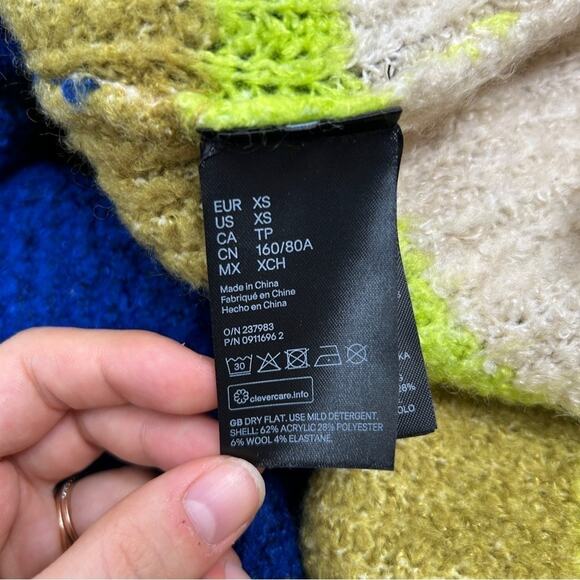 EUR XS
US XS
CA TP
CN 160/80A
MX XCH
Made in China
Fabriqué en Chine
Hecho en China
O/N 237983
P/N 0911696 2
30
clevercare.info
GB DRY FLAT. USE MILD DETERGENT.
SHELL: 62% ACRYLIC 28% POLYESTER
6% WOOL 4% ELASTANE.